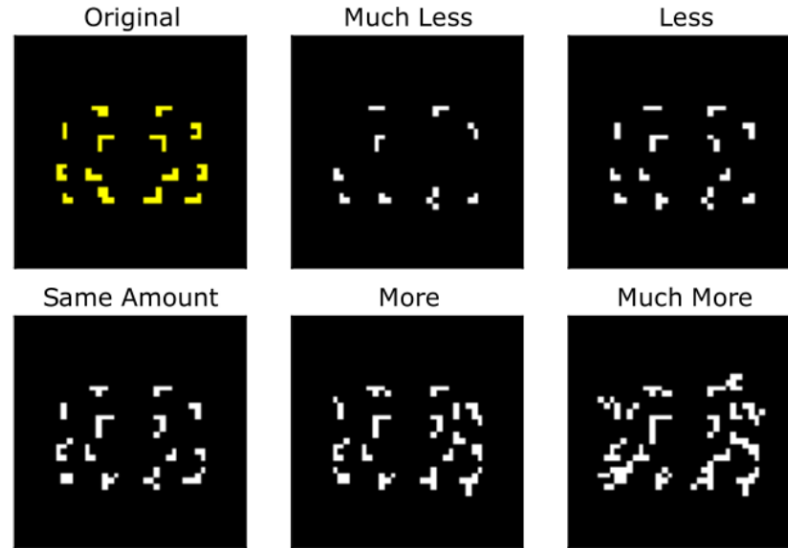 Original
Much Less
Less
Same Amount
More
Much More